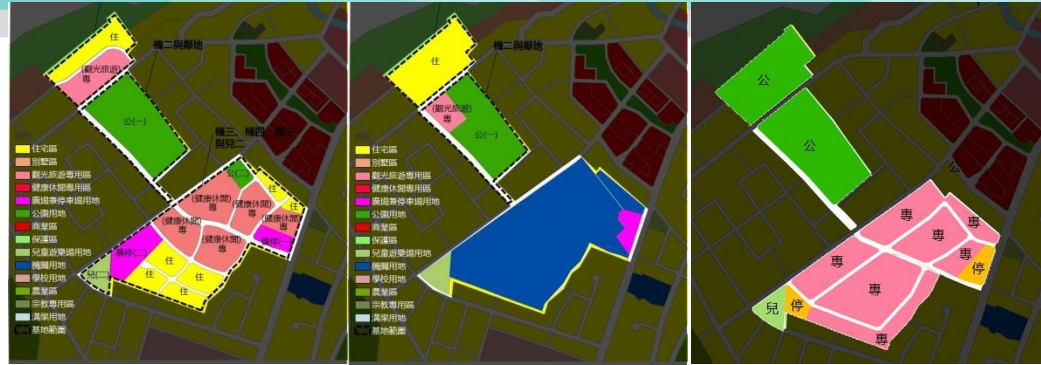 住
機二與鄰地
(觀光旅遊)
專
公(一)
機三、機四、機五
與兒二
公(二)
住
住
(健康休閒)
專
(健康休閒)
專
(健康休閒)
專
(健康休閒)
專
(健康休閒)
專
廣停(一)
廣停(二)
兒(二)
住
住
住
住宅區
別墅區
觀光旅遊專用區
健康休閒專用區
廣場兼停車場用地
公園用地
商業區
保護區
兒童遊樂場用地
機關用地
學校用地
農業區
宗教專用區
溝渠用地
基地範圍
機二與鄰地
住
(觀光旅遊)
專
公(一)
住宅區
別墅區
觀光旅遊專用區
健康休閒專用區
廣場兼停車場用地
公園用地
商業區
保護區
兒童遊樂場用地
機關用地
學校用地
農業區
宗教專用區
溝渠用地
基地範圍
公
公
公
專
專
專
專
專
專
停
停
兒